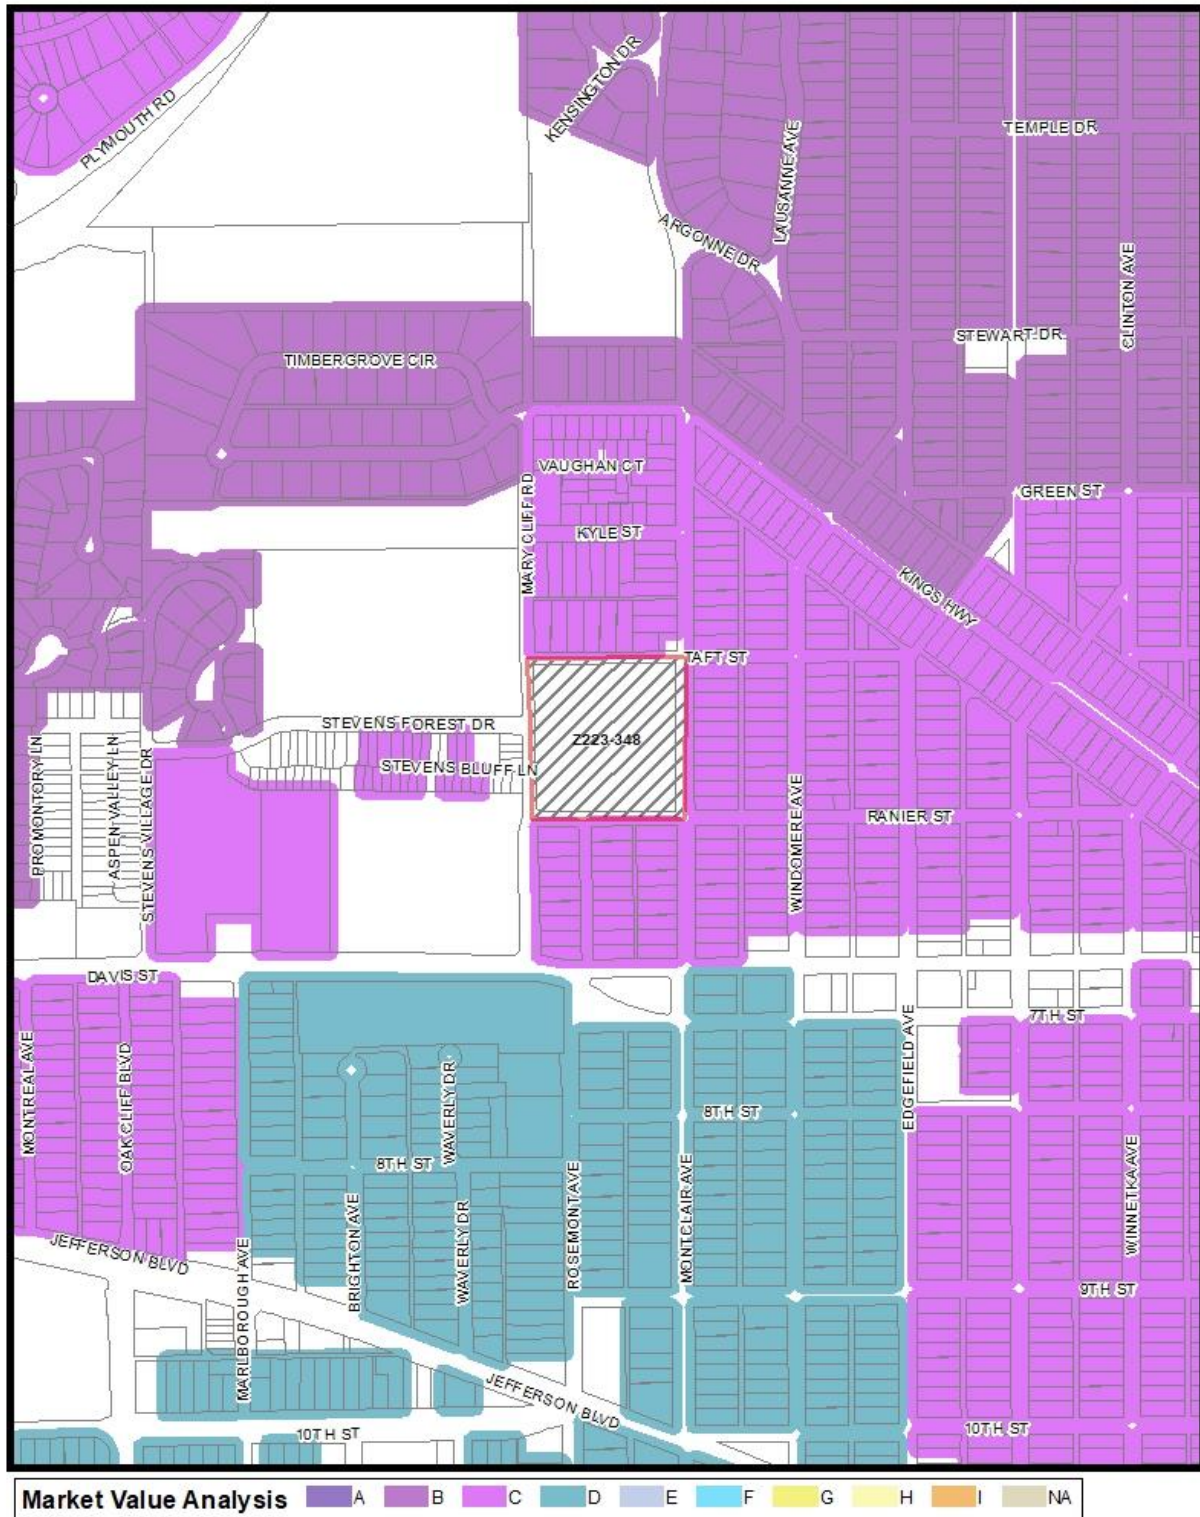 KENSINGTON DR
PLYMOUTH RD
LAUSANNE AVE
TEMPLE DR
ARGONNE DR
CLINTON AVE
STEWART DR
TIMBERGROVE CIR
VAUGHAN CT
MARY CLIFF RD
GREEN ST
KYLE ST
KINGS HWY
TAFT ST
STEVENS FOREST DR
Z223-348
STEVENS BLUFF LN
PROMONTORY LN
ASPEN VALLEY LN
STEVENS VILLAGE DR
WINDOMERE AVE
RANIER ST
DAVIS ST
7TH ST
MONTREAL AVE
OAK CLIFF BLVD
WAVERLY DR
EDGEFIELD AVE
8TH ST
8TH ST
ROSEMONT AVE
MONTCLAIR AVE
WINNETKA AVE
JEFFERSON BLVD
MARLBOROUGH AVE
BRIGHTON AVE
WAVERLY DR
9TH ST
JEFFERSON BLVD
10TH ST
10TH ST
Market Value Analysis A B C D E F G H I NA